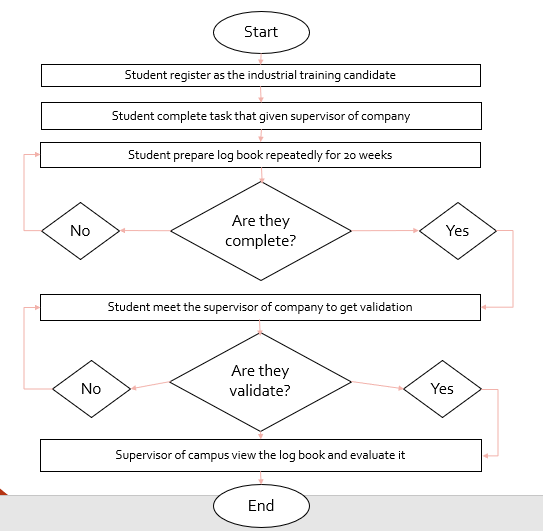 Start
Student register as the industrial training candidate
Student complete task that given supervisor of company
Student prepare log book repeatedly for 20 weeks
Are they
complete?
No
Yes
Student meet the supervisor of company to get validation
Are they
validate?
No
Yes
Supervisor of campus view the log book and evaluate it
End